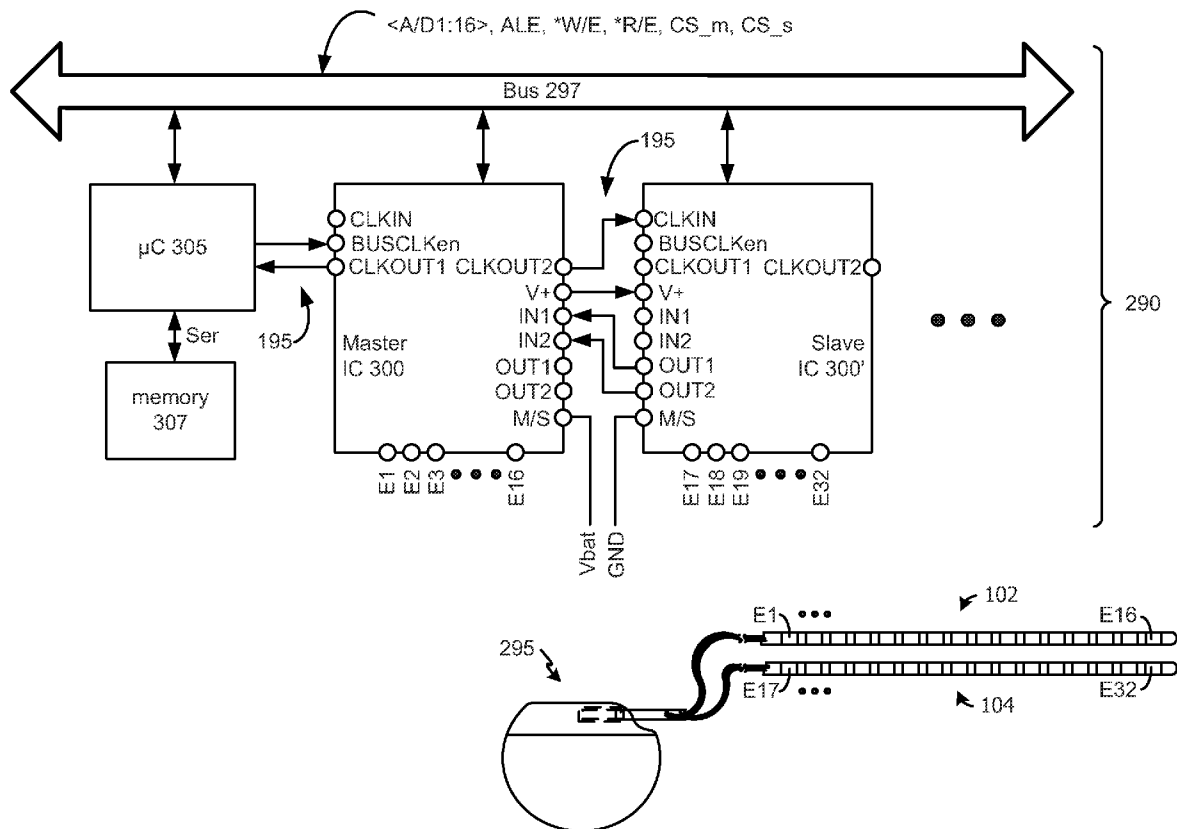 <A/D1:16>, ALE, *W/E, *R/E, CS_m, CS_s
Bus 297
290
195
195
195
µC 305
Ser
memory
307
CLKIN
BUSCLKen
CLKOUT1 CLKOUT2
V+
IN1
IN2
OUT1
OUT2
M/S
Master
IC 300
E1
E2
E3
E16
CLKIN
BUSCLKen
CLKOUT1 CLKOUT2
V+
IN1
IN2
OUT1
OUT2
M/S
Slave
IC 300'
E17
E18
E19
E32
Vbat
GND
295
E1
102
E16
E17
104
E32